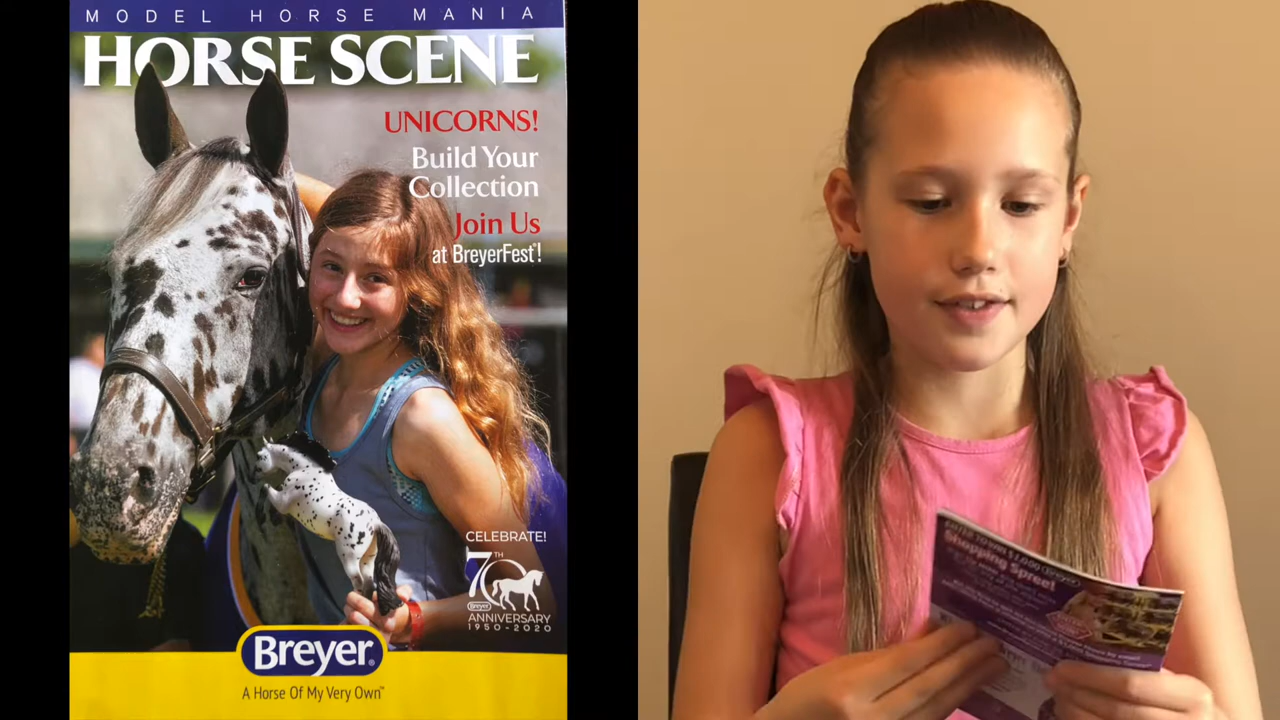 MODEL HORSE MANIA
HORSE SCENE
UNICORNS!
Build Your
Collection
Join Us
at BreyerFest®!
CELEBRATE!
70TH
Breyer
ANNIVERSARY
1950-2020
Breyer®
A Horse Of My Very Own™
Shopping Spree!